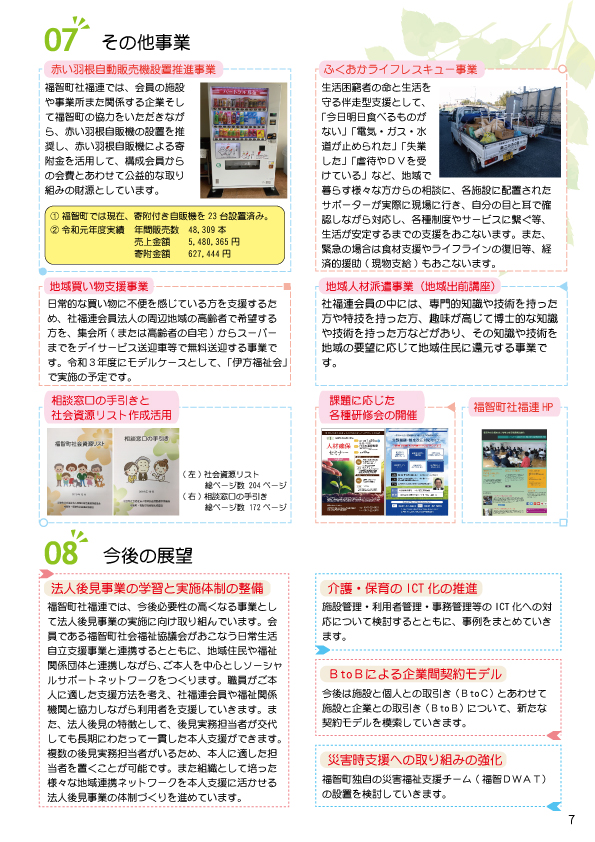 07 その他事業
赤い羽根自動販売機設置推進事業
福智町社福連では、会員の施設
や事業所また関係する企業そし
て福智町の協力をいただきなが
ら、赤い羽根自販機の設置を推
奨し、赤い羽根自販機による寄
附金を活用して、構成会員から
の会費とあわせて公益的な取り
組みの財源としています。
① 福智町では現在、寄附付き自販機を 23 台設置済み。
② 令和元年度実績 年間販売数 48,309 本
売上金額 5,480,365 円
寄附金額 627,444 円
ふくおかライフレスキュー事業
生活困窮者の命と生活を
守る伴走型支援として、
「今日明日食べるものが
ない」「電気・ガス・水
道が止められた」「失業
した」「虐待やＤＶを受
けている」など、地域で
暮らす様々な方からの相談に、各施設に配置された
サポーターが実際に現場に行き、自分の目と耳で確
認しながら対応し、各種制度やサービスに繋ぐ等、
生活が安定するまでの支援をおこないます。また、
緊急の場合は食材支援やライフラインの復旧等、経
済的援助（現物支給）もおこないます。
地域買い物支援事業
日常的な買い物に不便を感じている方を支援するた
め、社福連会員法人の周辺地域の高齢者で希望する
方を、集会所（または高齢者の自宅）からスーパー
までをデイサービス送迎車等で無料送迎する事業で
す。令和３年度にモデルケースとして、「伊方福祉会」
で実施の予定です。
地域人材派遣事業（地域出前講座）
社福連会員の中には、専門的知識や技術を持った
方や特技を持った方、趣味が高じて博士的な知識
や技術を持った方などがおり、その知識や技術を
地域の要望に応じて地域住民に還元する事業で
す。
相談窓口の手引きと
社会資源リスト作成活用
福智町社会資源リスト
相談窓口の手引き
（左）社会資源リスト
総ページ数 204 ページ
（右）相談窓口の手引き
総ページ数 172 ページ
課題に応じた
各種研修会の開催
人材確保
セミナー
福智町社福連 HP
08 今後の展望
法人後見事業の学習と実施体制の整備
福智町社福連では、今後必要性の高くなる事業とし
て法人後見事業の実施に向け取り組んでいます。会
員である福智町社会福祉協議会がおこなう日常生活
自立支援事業と連携するとともに、地域住民や福祉
関係団体と連携しながら、ご本人を中心としソーシャ
ルサポートネットワークをつくります。職員がご本
人に適した支援方法を考え、社福連会員や福祉関係
機関と協力しながら利用者を支援していきます。ま
た、法人後見の特徴として、後見実務担当者が交代
しても長期にわたって一貫した本人支援ができます。
複数の後見実務担当者がいるため、本人に適した担
当者を置くことが可能です。また組織として培った
様々な地域連携ネットワークを本人支援に活かせる
法人後見事業の体制づくりを進めています。
介護・保育の ICT 化の推進
施設管理・利用者管理・事務管理等の ICT 化への対
応について検討するとともに、事例をまとめていき
ます。
ＢtoＢによる企業間契約モデル
今後は施設と個人との取引き（ＢtoＣ）とあわせて
施設と企業との取引き（ＢtoＢ）について、新たな
契約モデルを模索していきます。
災害時支援への取り組みの強化
福智町独自の災害福祉支援チーム（福智ＤＷＡＴ）
の設置を検討していきます。
7